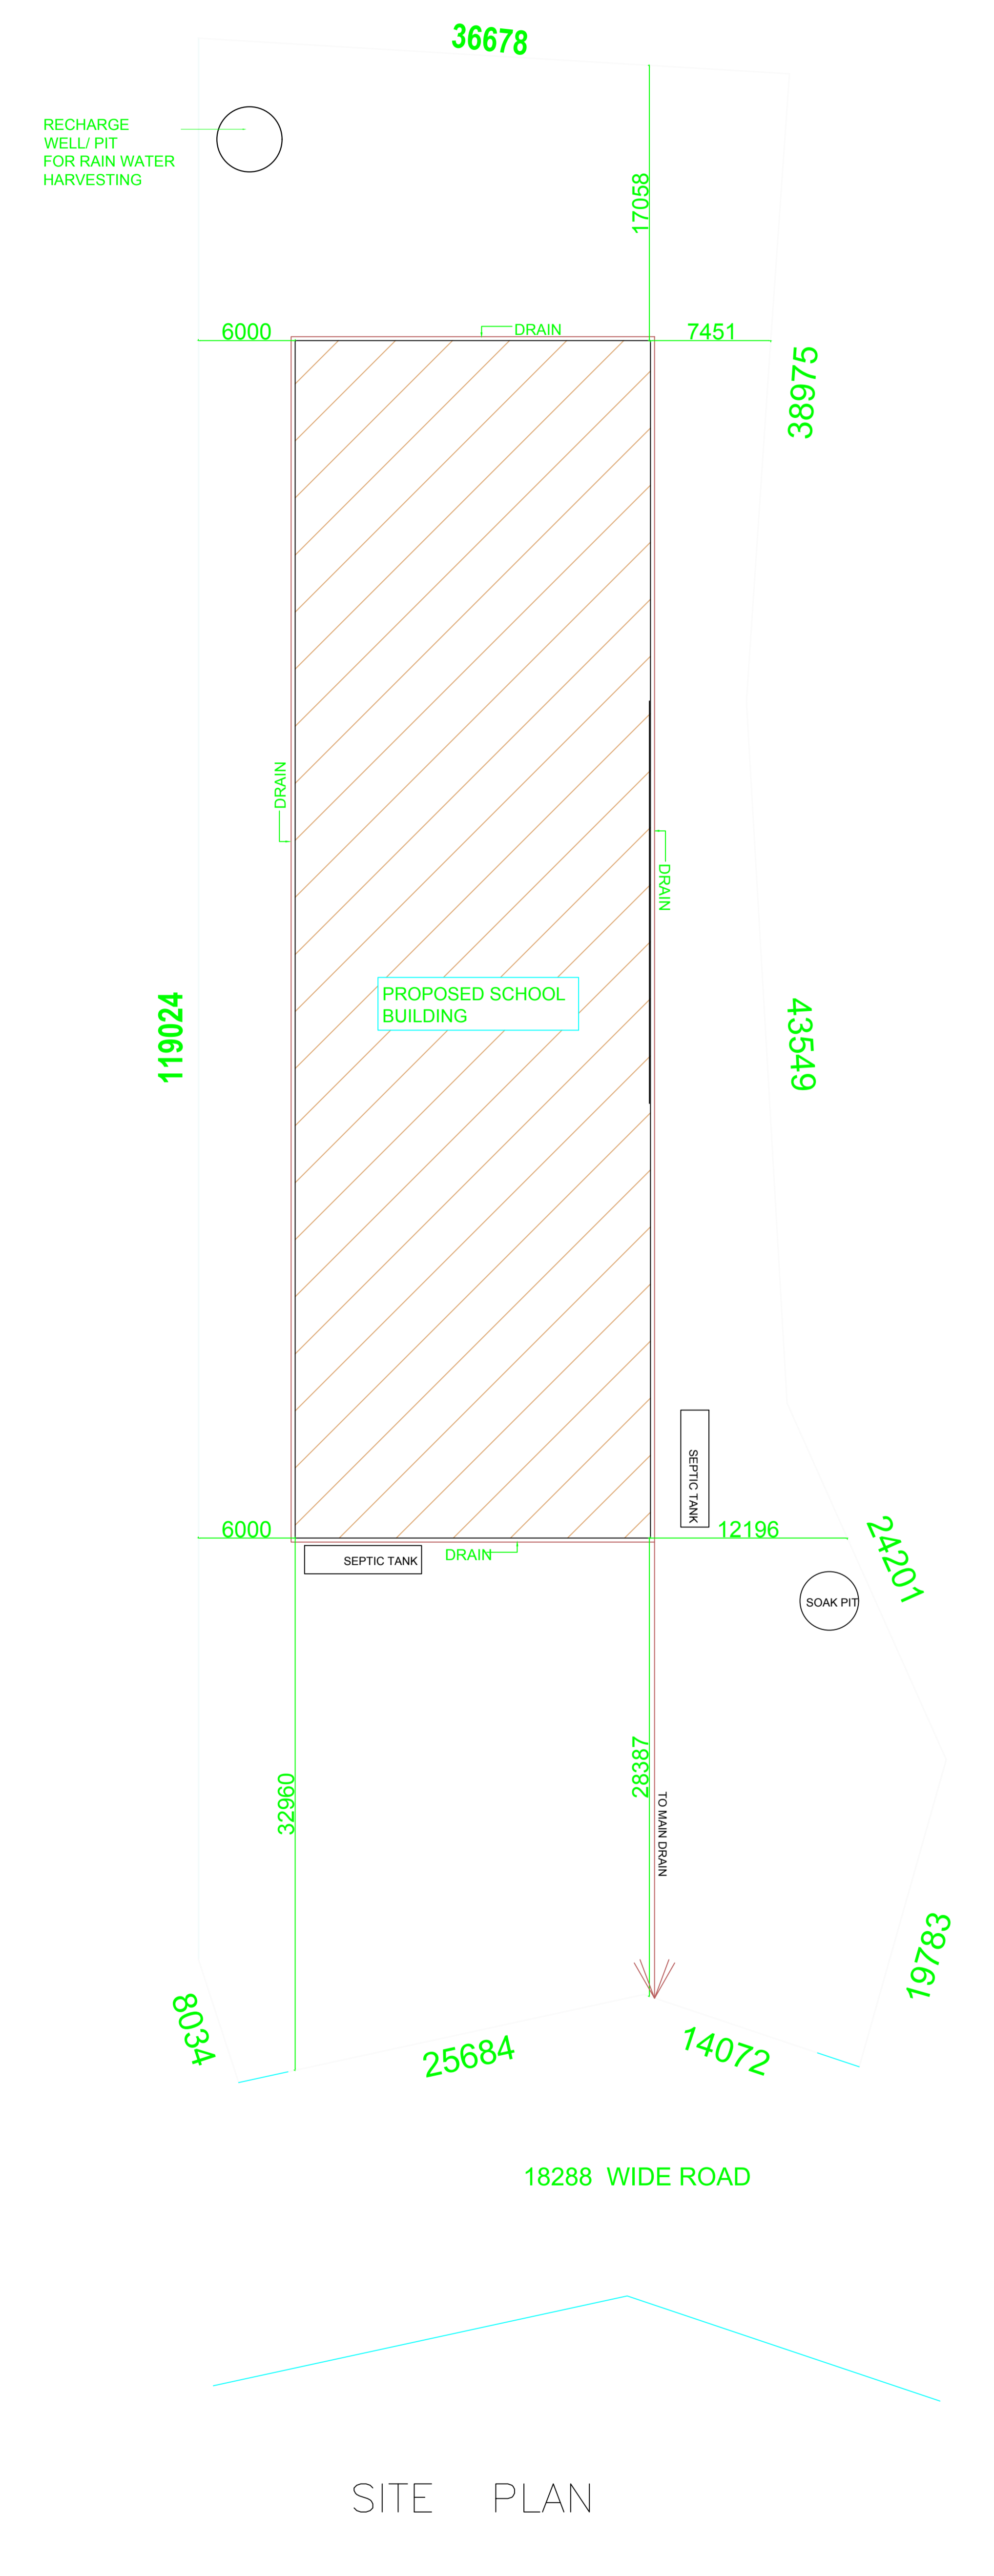 36678
RECHARGE
WELL/ PIT
FOR RAIN WATER
HARVESTING
17058
6000
DRAIN
7451
38975
DRAIN
DRAIN
PROPOSED SCHOOL
BUILDING
119024
43549
SEPTIC TANK
6000
12196
24201
SEPTIC TANK
DRAIN
SOAK PIT
28387
32960
TO MAIN DRAIN
19783
8034
25684
14072
18288 WIDE ROAD
SITE PLAN